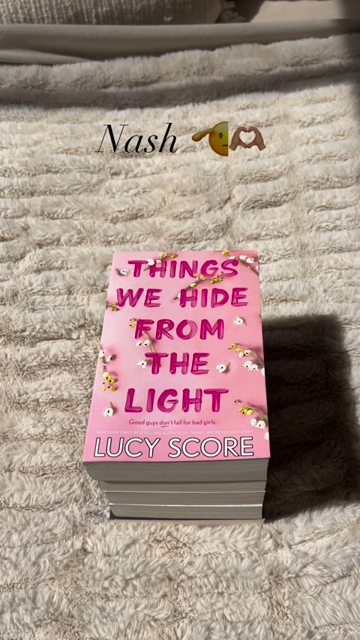 Nash 🫡🫶🏽
THINGS
WE HIDE
FROM
THE
LIGHT
Good guys don't fall for bad girls.
LUCY SCORE